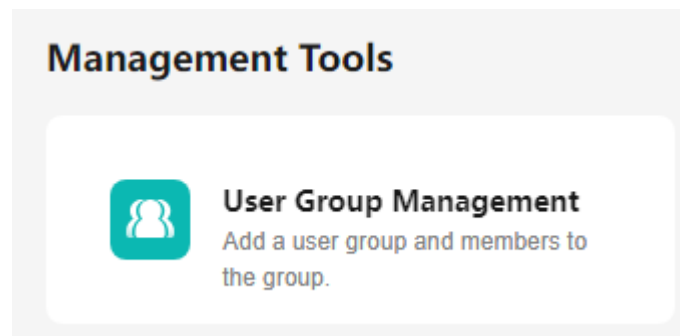 Management Tools
User Group Management
Add a user group and members to
the group.